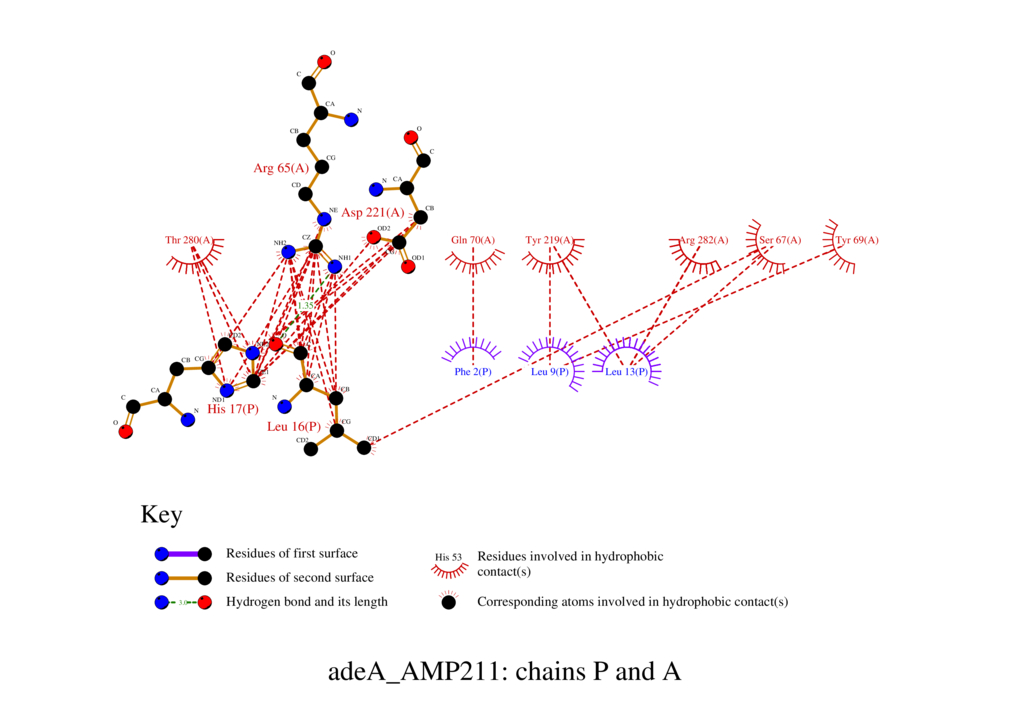 O
C
CA
N
CB
CG
Arg 65(A)
CD
NE
NH2
CZ
NH1
O
C
N
CA
CB
Asp 221(A)
OD2
OD1
Thr 280(A)
Gln 70(A)
Tyr 219(A)
Arg 282(A)
Ser 67(A)
Tyr 69(A)
1.35
Phe 2(P)
Leu 9(P)
Leu 13(P)
CB
CG
CA
C
O
N
ND1
His 17(P)
N
CA
CB
CG
Leu 16(P)
CD2
CD1
Key
Residues of first surface
Residues of second surface
3.0
Hydrogen bond and its length
His 53
Residues involved in hydrophobic
contact(s)
Corresponding atoms involved in hydrophobic contact(s)
adeA_AMP211: chains P and A